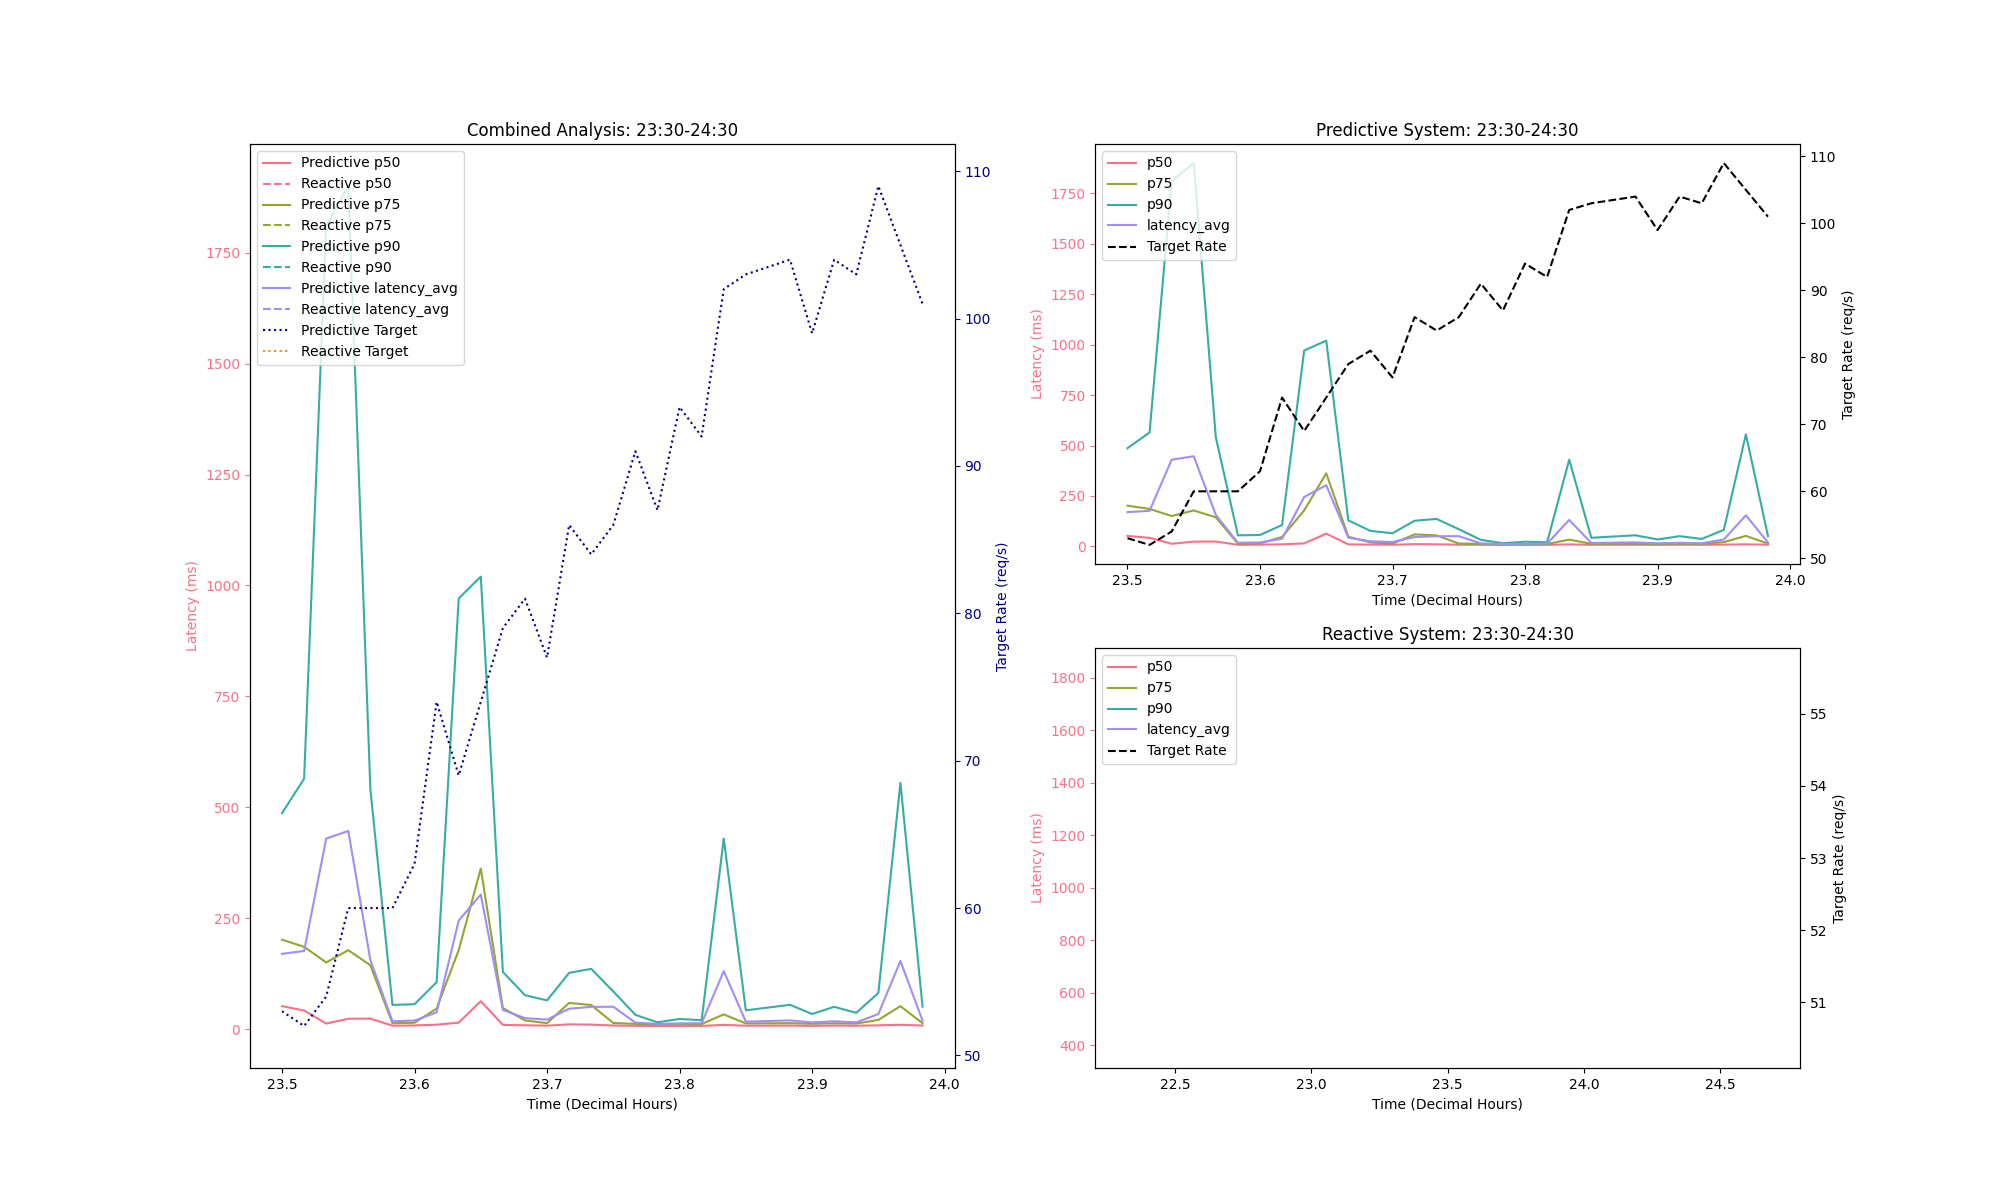 Combined Analysis: 23:30-24:30
Predictive p50
Reactive p50
Predictive p75
Reactive p75
Predictive p90
Reactive p90
Predictive latency_avg
Reactive latency_avg
Predictive Target
Reactive Target
1750
1500
1250
1000
750
500
250
0
Latency (ms)
110
100
90
80
70
60
50
Target Rate (req/s)
23.5 23.6 23.7 23.8 23.9 24.0
Time (Decimal Hours)
Predictive System: 23:30-24:30
p50
p75
p90
latency_avg
Target Rate
1750
1500
1250
1000
750
500
250
0
Latency (ms)
110
100
90
80
70
60
50
Target Rate (req/s)
23.5 23.6 23.7 23.8 23.9 24.0
Time (Decimal Hours)
Reactive System: 23:30-24:30
p50
p75
p90
latency_avg
Target Rate
1800
1600
1400
1200
1000
800
600
400
Latency (ms)
55
54
53
52
51
Target Rate (req/s)
22.5 23.0 23.5 24.0 24.5
Time (Decimal Hours)